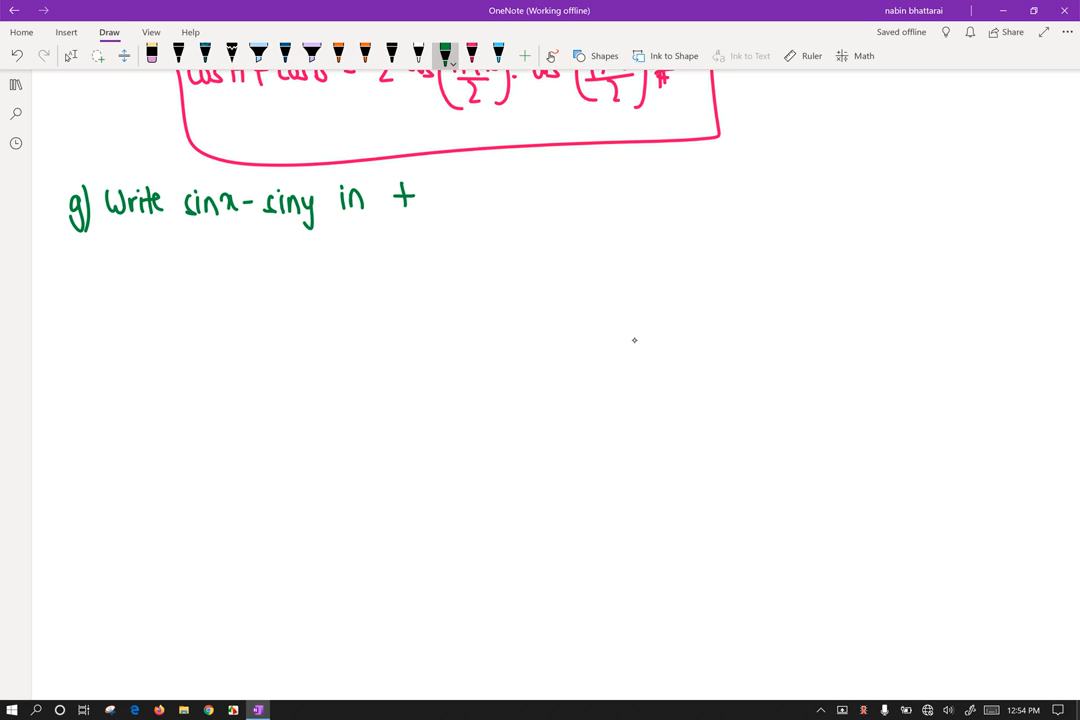 OneNote (Working offline)
nabin bhattarai
Home Insert Draw View Help
Saved offline
Share
Shapes
Ink to Shape
Ink to Text
Ruler
Math
2
g) Write sinx - siny in t
12:54 PM